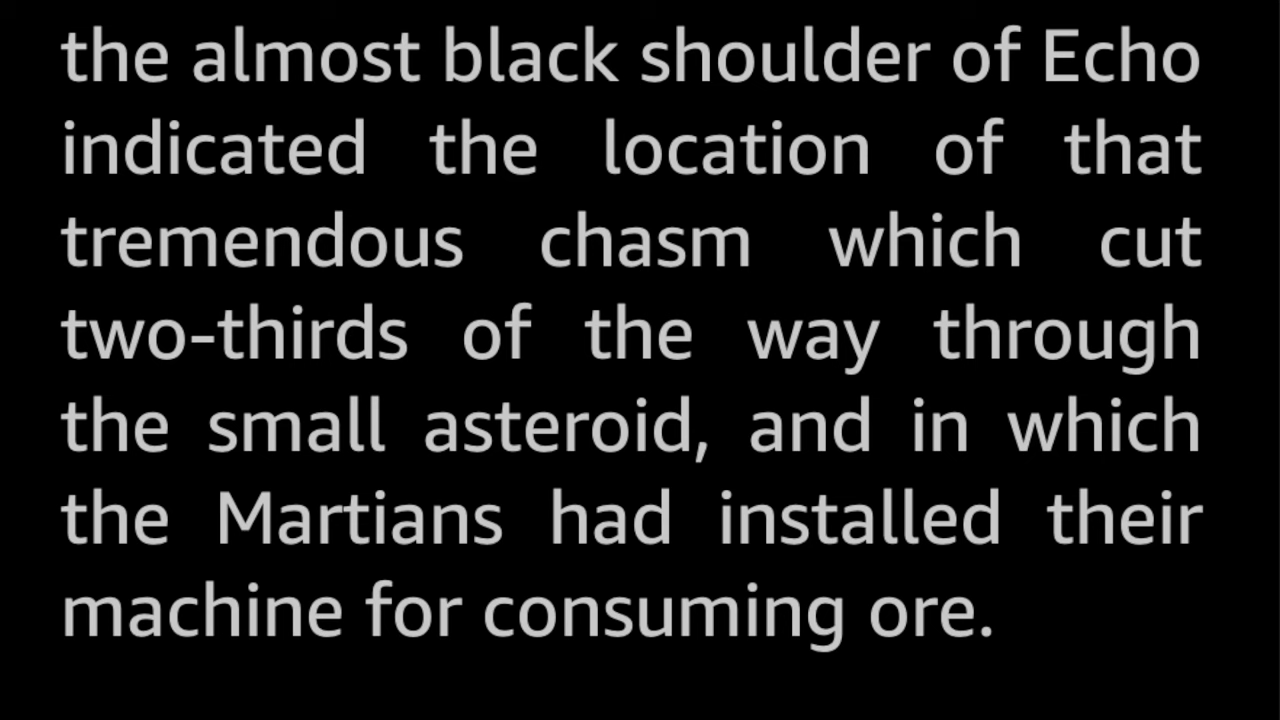 the almost black shoulder of Echo
indicated the location of that
tremendous chasm which cut
two-thirds of the way through
the small asteroid, and in which
the Martians had installed their
machine for consuming ore.